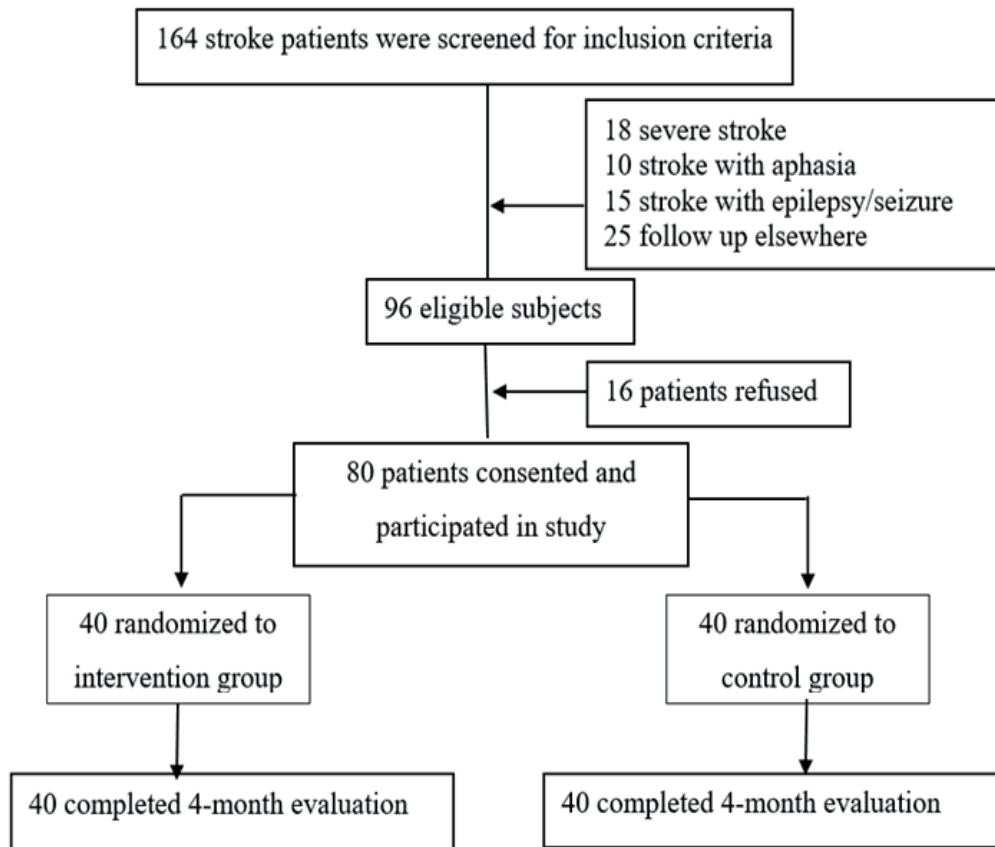 164 stroke patients were screened for inclusion criteria
18 severe stroke
10 stroke with aphasia
15 stroke with epilepsy/seizure
25 follow up elsewhere
96 eligible subjects
16 patients refused
80 patients consented and
participated in study
40 randomized to
intervention group
40 randomized to
control group
40 completed 4-month evaluation
40 completed 4-month evaluation